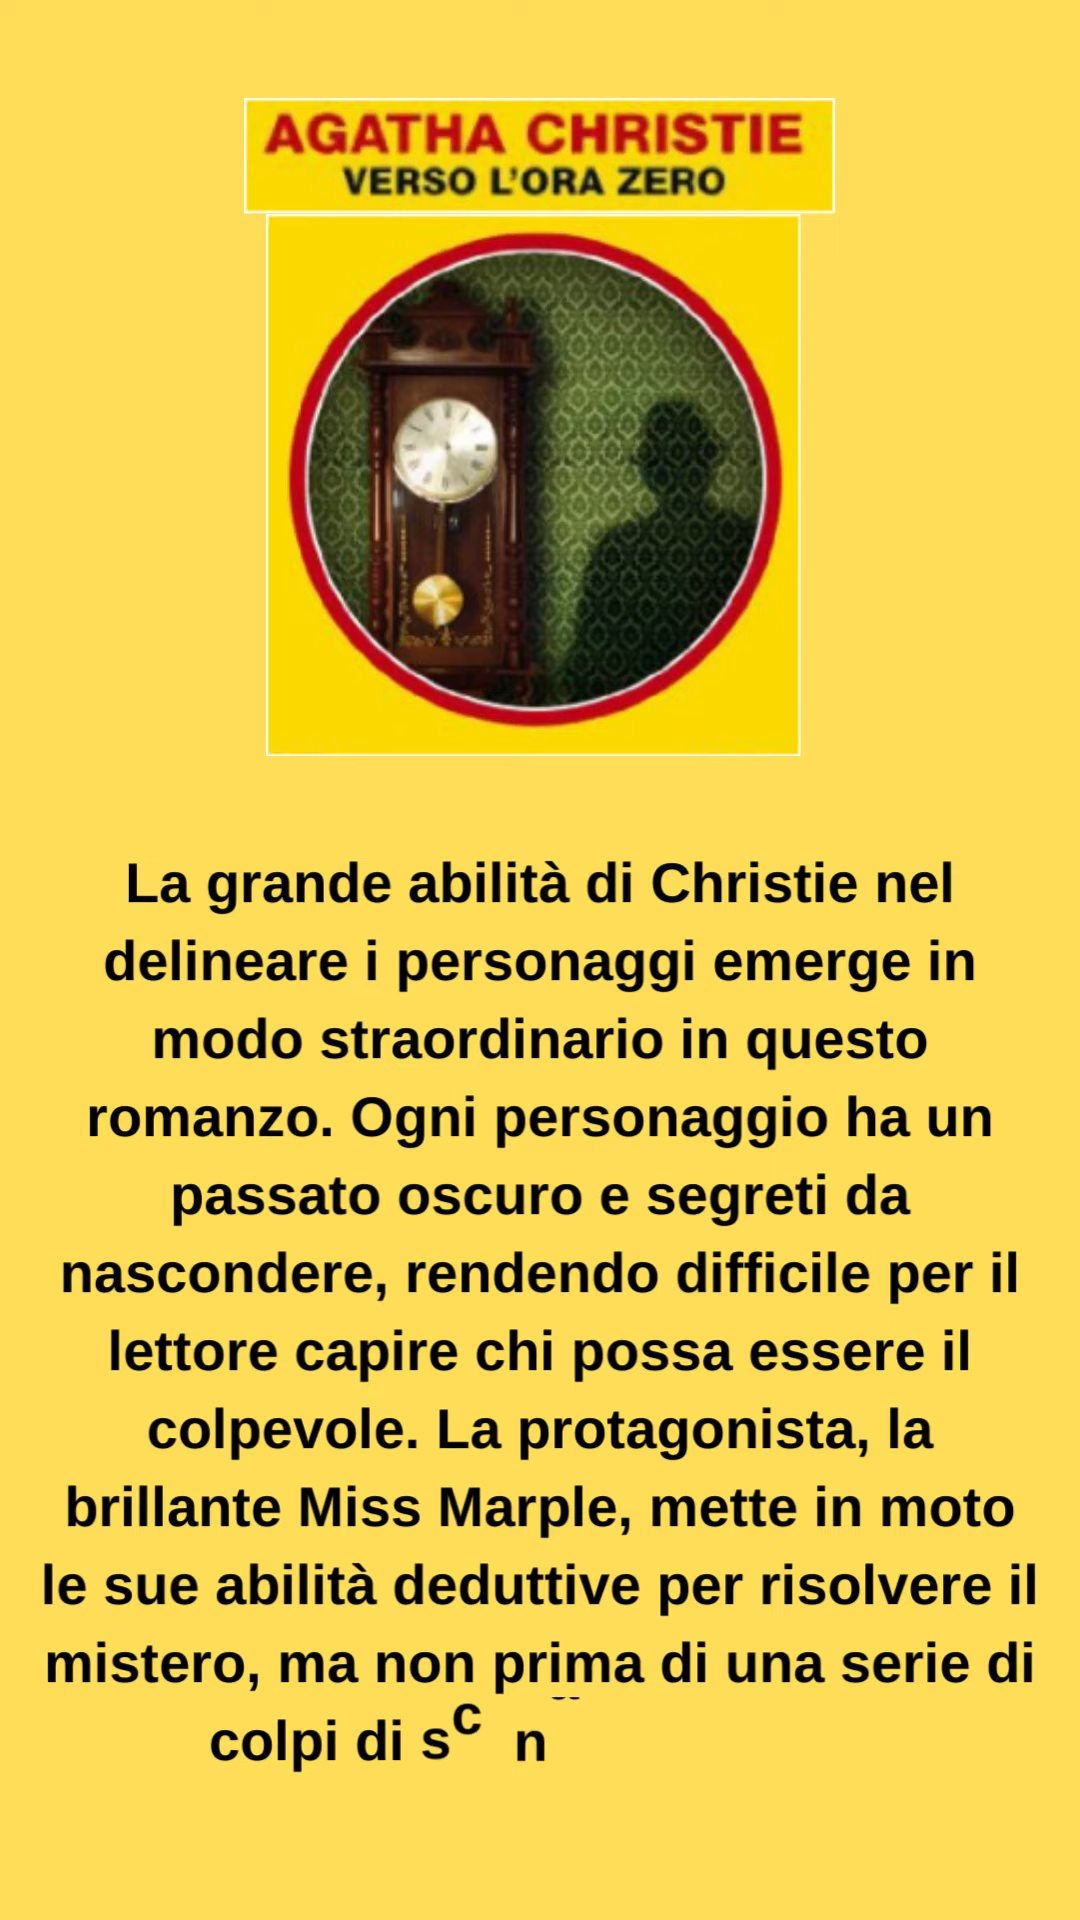 AGATHA CHRISTIE
VERSO L'ORA ZERO
La grande abilità di Christie nel
delineare i personaggi emerge in
modo straordinario in questo
romanzo. Ogni personaggio ha un
passato oscuro e segreti da
nascondere, rendendo difficile per il
lettore capire chi possa essere il
colpevole. La protagonista, la
brillante Miss Marple, mette in moto
le sue abilità deduttive per risolvere il
mistero, ma non prima di una serie di
colpi di